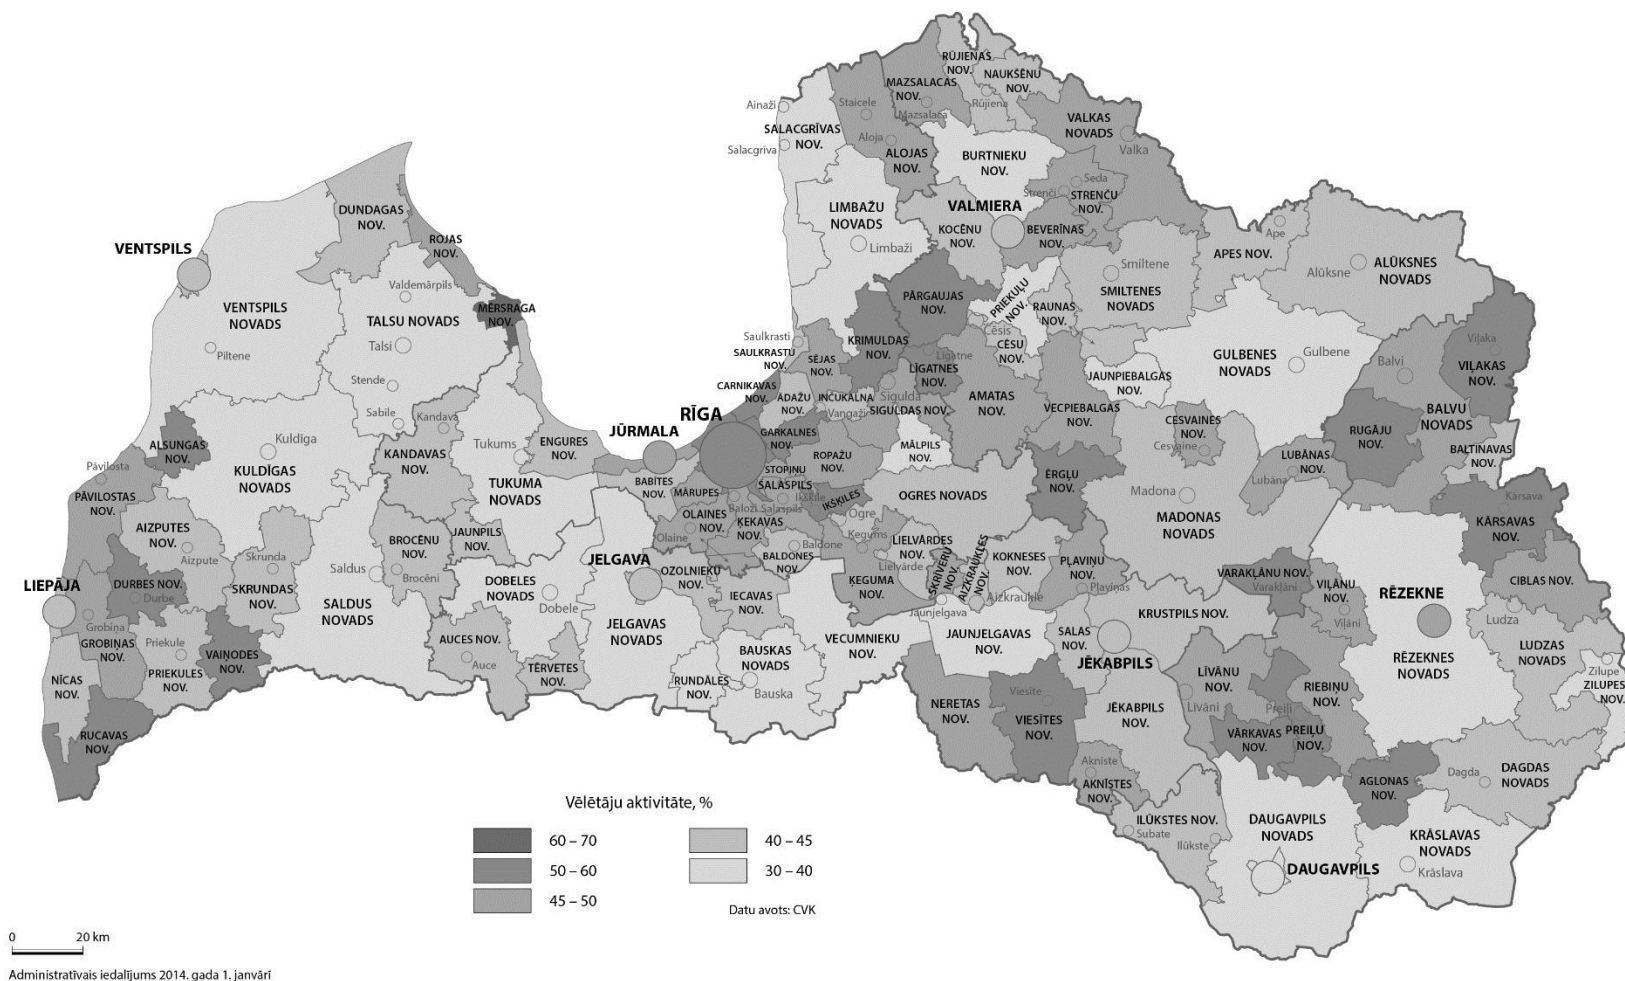 RŪJIENAS
NOV.
NAUKŠĒNU
NOV.
Rūjiena
MAZSALACAS
NOV.
Mazsalaca
Staicele
Ainaži
SALACGRĪVAS
NOV.
Salacgrīva
Aloja
ALOJAS
NOV.
BURTNIEKU
NOV.
VALKAS
NOVADS
Valka
Seda
Strenči
STRENČU
NOV.
DUNDAGAS
NOV.
ROJAS
NOV.
VENTSPILS
LIMBAŽU
NOVADS
Limbaži
VALMIERA
KOCĒNU
NOV.
BEVERĪNAS
NOV.
Ape
APES NOV.
Alūksne
ALŪKSNES
NOVADS
Smiltene
SMILTENES
NOVADS
VENTSPILS
NOVADS
Piltene
Valdemārpils
TALSU NOVADS
Talsi
MĒRSRAGA
NOV.
Stende
Sabile
PĀRGAUJAS
NOV.
PRIEKUĻU
NOV.
RAUNAS
NOV.
Cēsis
CĒSU
NOV.
Saulkrasti
SAULKRASTU
NOV.
SĒJAS
NOV.
KRIMULDAS
NOV.
Līgatne
LĪGATNES
NOV.
GULBENES
NOVADS
Gulbene
Balvi
Viļaka
VIĻAKAS
NOV.
JAUNPIEBALGAS
NOV.
CARNIKAVAS
NOV.
ĀDAŽU
NOV.
INČUKALNA
Vangaži
Sigulda
SIGULDAS NOV.
AMATAS
NOV.
VECPIEBALGAS
NOV.
CESVAINES
NOV.
Cesvaine
BALVU
NOVADS
RUGĀJU
NOV.
BALTINAVAS
NOV.
LUBĀNAS
NOV.
Lubāna
RĪGA
JŪRMALA
GARKALNES
NOV.
MĀLPILS
NOV.
ROPAŽU
NOV.
STOPIŅU
NOV.
SALASPILS
Salaspils
Ikšķile
IKŠĶILES
BABĪTES
NOV.
MĀRUPES
OLAINES
NOV.
Olaine
Baloži
ĶEKAVAS
NOV.
Baldone
BALDONES
NOV.
OGRES NOVADS
Ogre
Ķegums
ĶEGUMA
NOV.
ĒRGĻU
NOV.
Madona
MADONAS
NOVADS
Kārsava
KĀRSAVAS
NOV.
ALSUNGAS
NOV.
Kuldīga
KULDĪGAS
NOVADS
Kandava
KANDAVAS
NOV.
Tukums
TUKUMA
NOVADS
ENGURES
NOV.
Pāvilosta
PĀVILOSTAS
NOV.
AIZPUTES
NOV.
Aizpute
Skrunda
SKRUNDAS
NOV.
BROCĒNU
NOV.
Brocēni
JAUNPILS
NOV.
Saldus
SALDUS
NOVADS
LIEPĀJA
DURBES NOV.
Durbe
Grobiņa
GROBIŅAS
NOV.
Priekule
PRIEKULES
NOV.
VAIŅODES
NOV.
NĪCAS
NOV.
RUCAVAS
NOV.
JELGAVA
DOBELES
NOVADS
Dobele
AUCES NOV.
Auce
TĒRVETES
NOV.
JELGAVAS
NOVADS
OZOLNIEKU
NOV.
IECAVAS
NOV.
BAUSKAS
NOVADS
Bauska
RUNDĀLES
NOV.
VECUMNIEKU
NOV.
LIELVĀRDES
NOV.
Lielvārde
SKRĪVERU
NOV.
AIZKRAUKLES
NOV.
Aizkraukle
Jaunjelgava
JAUNJELGAVAS
NOV.
KOKNESES
NOV.
PĻAVIŅU
NOV.
Pļaviņas
KRUSTPILS NOV.
SALAS
NOV.
JĒKABPILS
JĒKABPILS
NOV.
NERETAS
NOV.
Viesīte
VIESĪTES
NOV.
Aknīste
AKNĪSTES
NOV.
ILŪKSTES NOV.
Subate
Ilūkste
VARAKĻĀNU NOV.
Varakļāni
VIĻĀNU
NOV.
Viļāni
RĒZEKNE
RĒZEKNES
NOVADS
CIBLAS NOV.
Ludza
LUDZAS
NOVADS
Zilupe
ZILUPES
NOV.
LĪVĀNU
NOV.
Līvāni
Preiļi
RIEBIŅU
NOV.
VĀRKAVAS
NOV.
PREIĻU
NOV.
AGLONAS
NOV.
Dagda
DAGDAS
NOVADS
DAUGAVPILS
NOVADS
DAUGAVPILS
KRĀSLAVAS
NOVADS
Krāslava
Vēlētāju aktivitāte, %
60 – 70
50 – 60
45 – 50
40 – 45
30 – 40
Datu avots: CVK
0 20 km
Administratīvais iedalījums 2014. gada 1. janvārī